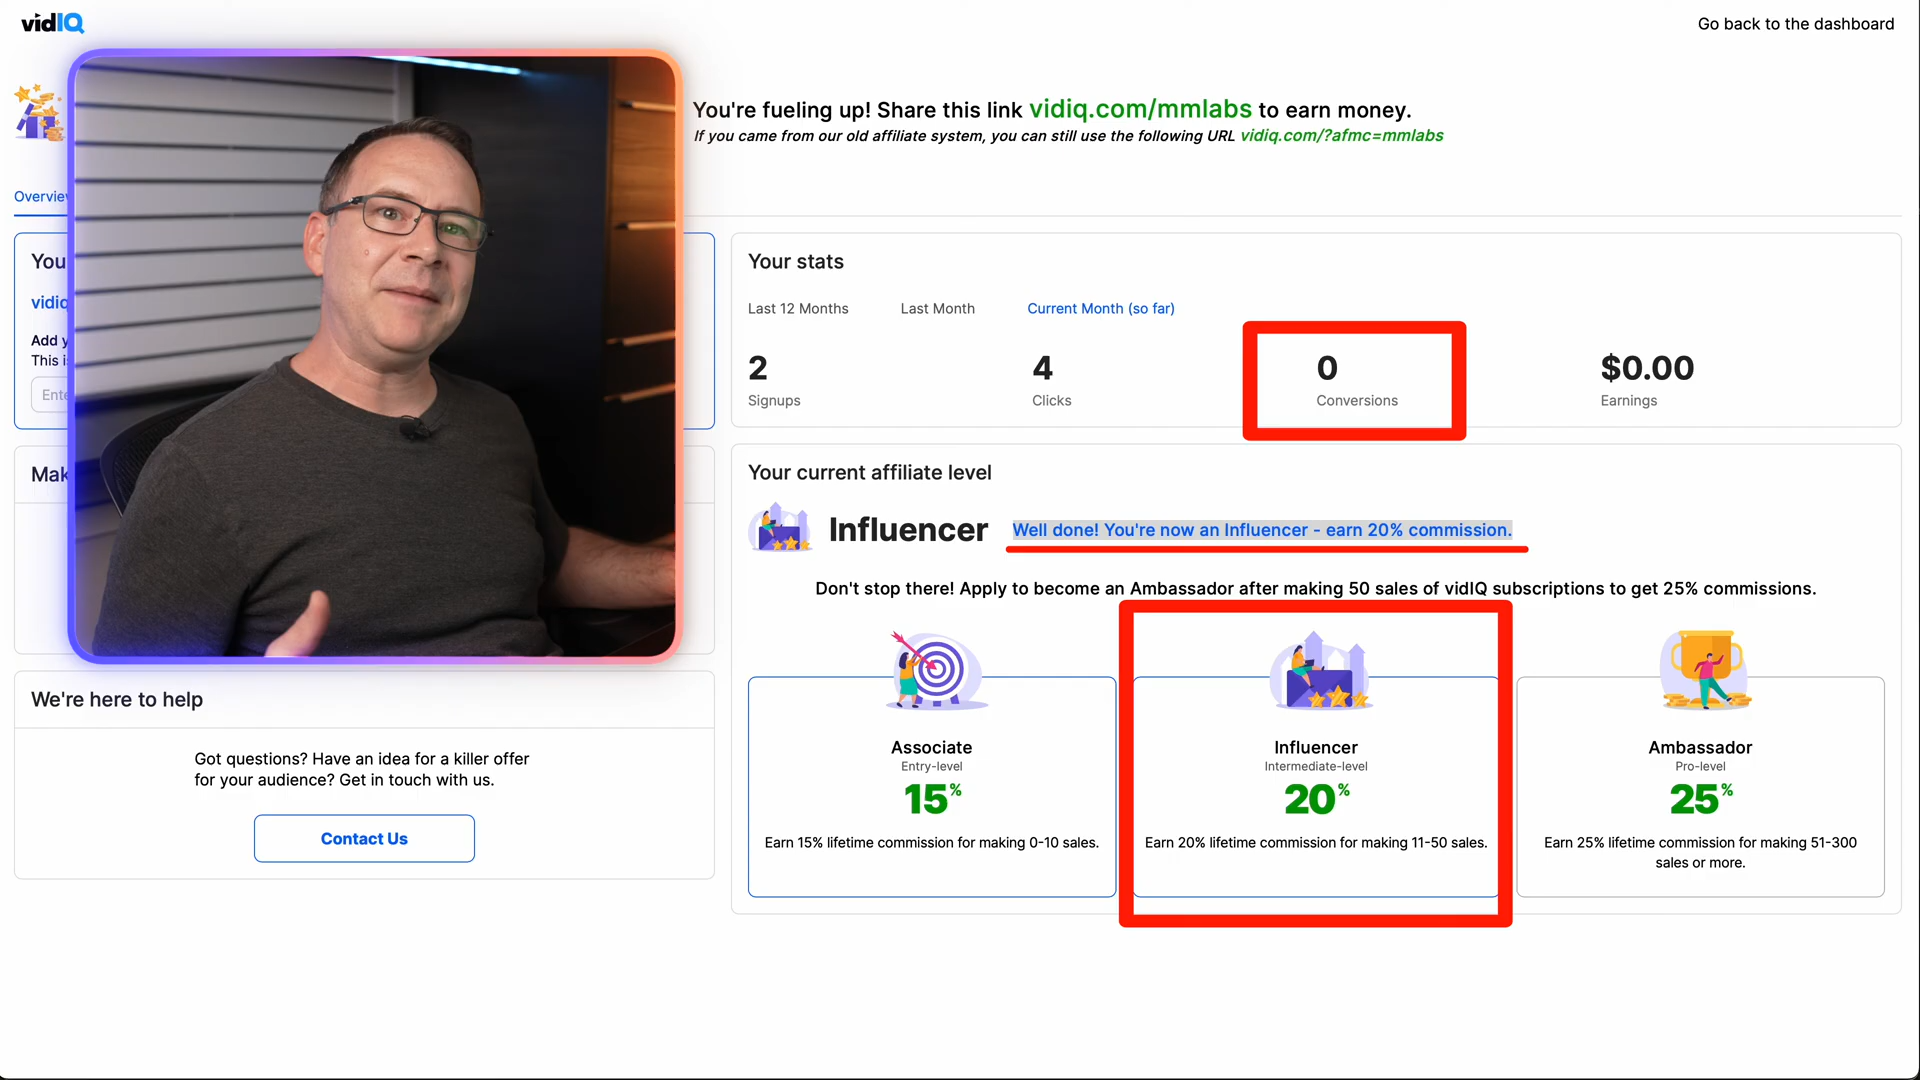 vidIQ
Go back to the dashboard
You're fueling up! Share this link vidiq.com/mmlabs to earn money.
If you came from our old affiliate system, you can still use the following URL vidiq.com/?afmc=mmlabs
Overview
You
vidiq
Add y
This i
Ente
Your stats
Last 12 Months
Last Month
Current Month (so far)
2
Signups
4
Clicks
0
Conversions
$0.00
Earnings
Mak
Your current affiliate level
Influencer
Well done! You're now an Influencer - earn 20% commission.
Don't stop there! Apply to become an Ambassador after making 50 sales of vidIQ subscriptions to get 25% commissions.
Associate
Entry-level
15%
Earn 15% lifetime commission for making 0-10 sales.
Influencer
Intermediate-level
20%
Earn 20% lifetime commission for making 11-50 sales.
Ambassador
Pro-level
25%
Earn 25% lifetime commission for making 51-300
sales or more.
We're here to help
Got questions? Have an idea for a killer offer
for your audience? Get in touch with us.
Contact Us